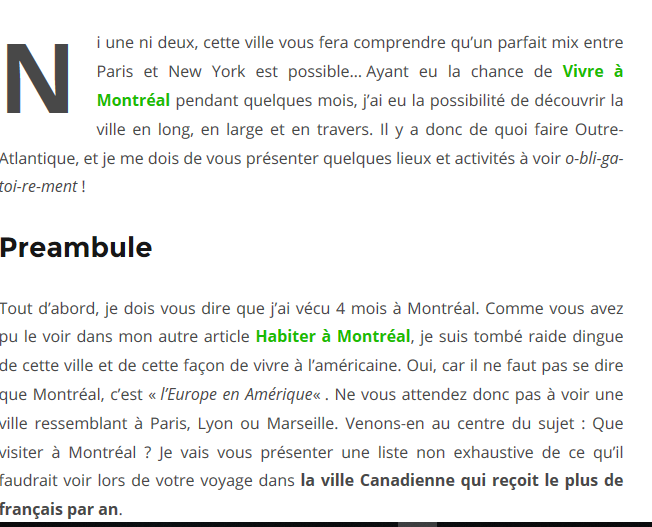 Ni une ni deux, cette ville vous fera comprendre qu’un parfait mix entre
Paris et New York est possible… Ayant eu la chance de Vivre à
Montréal pendant quelques mois, j’ai eu la possibilité de découvrir la
ville en long, en large et en travers. Il y a donc de quoi faire Outre-
Atlantique, et je me dois de vous présenter quelques lieux et activités à voir o-bli-ga-
toi-re-ment !
Preambule
Tout d’abord, je dois vous dire que j’ai vécu 4 mois à Montréal. Comme vous avez
pu le voir dans mon autre article Habiter à Montréal, je suis tombé raide dingue
de cette ville et de cette façon de vivre à l’américaine. Oui, car il ne faut pas se dire
que Montréal, c’est « l’Europe en Amérique« . Ne vous attendez donc pas à voir une
ville ressemblant à Paris, Lyon ou Marseille. Venons-en au centre du sujet : Que
visiter à Montréal ? Je vais vous présenter une liste non exhaustive de ce qu’il
faudrait voir lors de votre voyage dans la ville Canadienne qui reçoit le plus de
français par an.